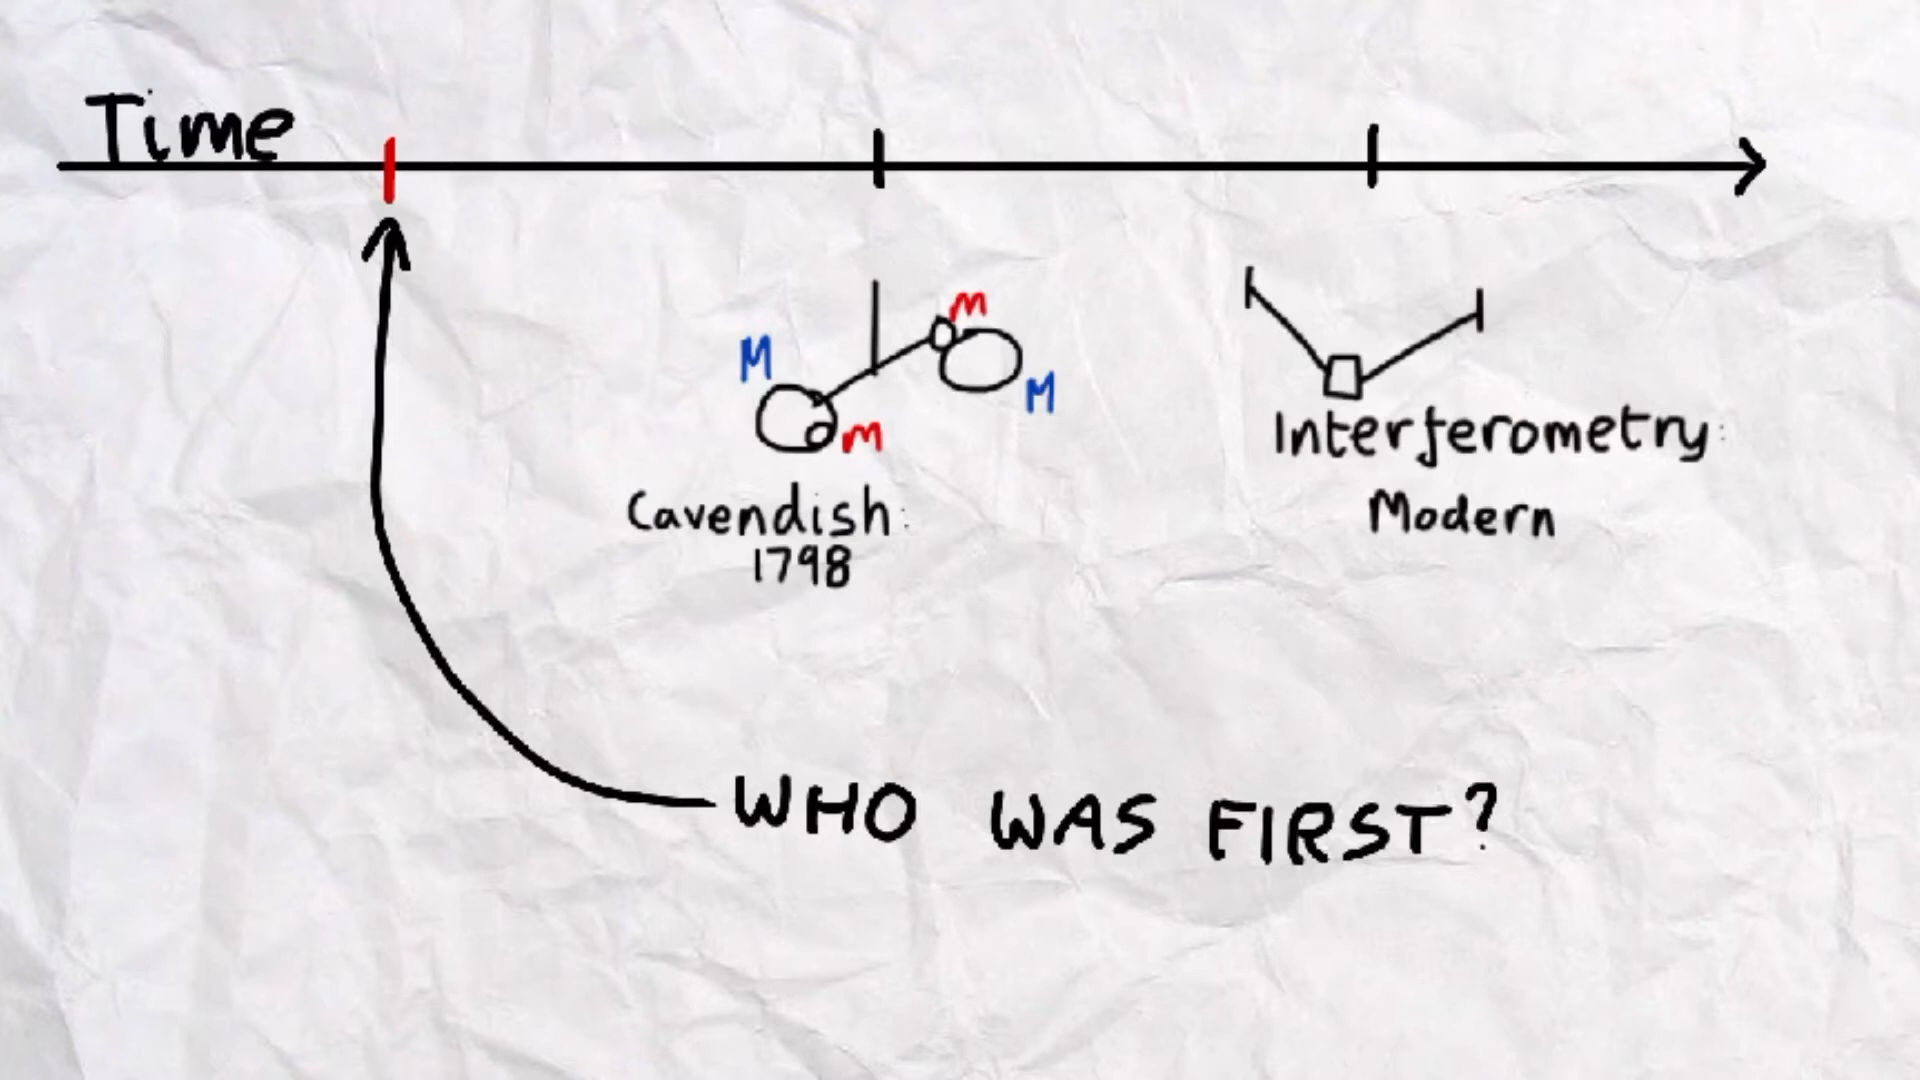 Time
M
m
m
M
Cavendish:
1798
Interferometry:
Modern
WHO WAS FIRST?